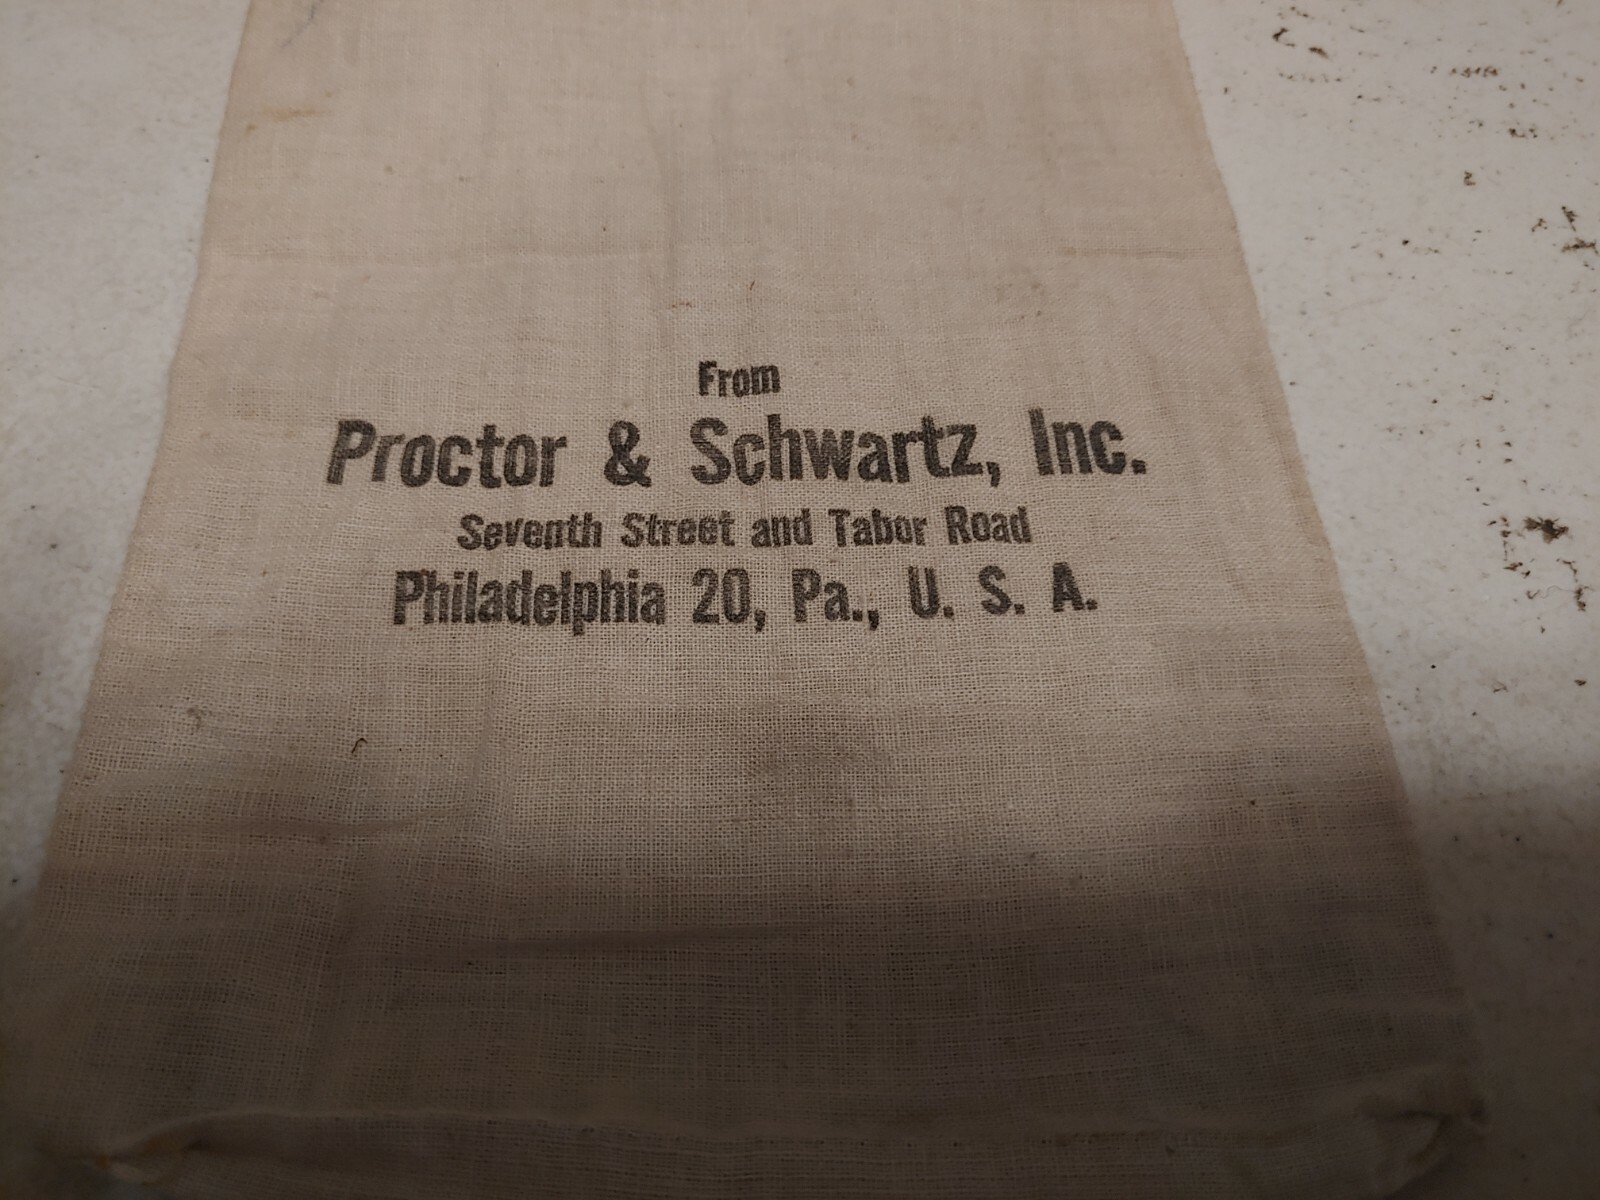 From
Proctor & Schwartz, Inc.
Seventh Street and Tabor Road
Philadelphia 20, Pa., U. S. A.